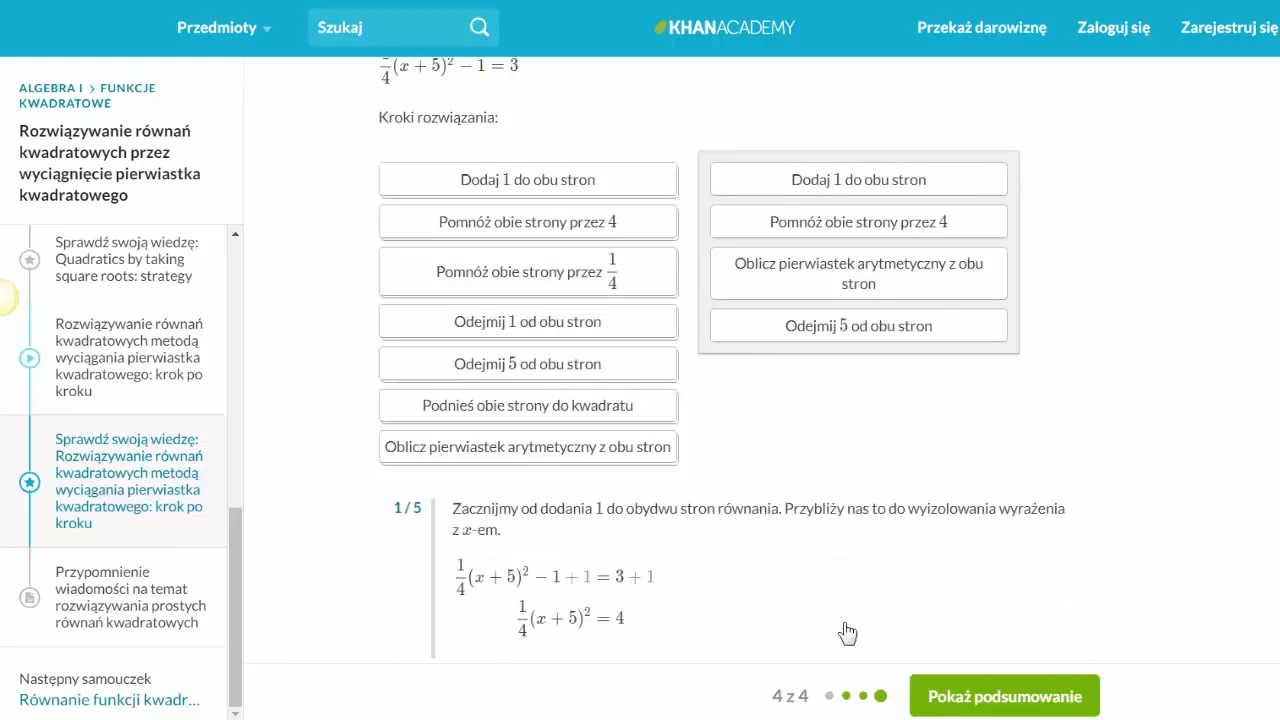 Przedmioty
Szukaj
KHANACADEMY
Przekaż darowiznę
Zaloguj się
Zarejestruj się
ALGEBRA I > FUNKCJE
KWADRATOWE
Rozwiązywanie równań
kwadratowych przez
wyciągnięcie pierwiastka
kwadratowego
Sprawdź swoją wiedzę:
Quadratics by taking
square roots: strategy
Rozwiązywanie równań
kwadratowych metodą
wyciągania pierwiastka
kwadratowego: krok po
kroku
Sprawdź swoją wiedzę:
Rozwiązywanie równań
kwadratowych metodą
wyciągania pierwiastka
kwadratowego: krok po
kroku
Przypomnienie
wiadomości na temat
rozwiązywania prostych
równań kwadratowych
Następny samouczek
Równanie funkcji kwadr...
1/4(x + 5)² − 1 = 3
Kroki rozwiązania:
Dodaj 1 do obu stron
Pomnóż obie strony przez 4
Pomnóż obie strony przez 1/4
Odejmij 1 od obu stron
Odejmij 5 od obu stron
Podnieś obie strony do kwadratu
Oblicz pierwiastek arytmetyczny z obu stron
Dodaj 1 do obu stron
Pomnóż obie strony przez 4
Oblicz pierwiastek arytmetyczny z obu
stron
Odejmij 5 od obu stron
1 / 5
Zacznijmy od dodania 1 do obydwu stron równania. Przybliży nas to do wyizolowania wyrażenia
z x-em.
1/4(x + 5)² − 1 + 1 = 3 + 1
1/4(x + 5)² = 4
4 z 4
Pokaż podsumowanie